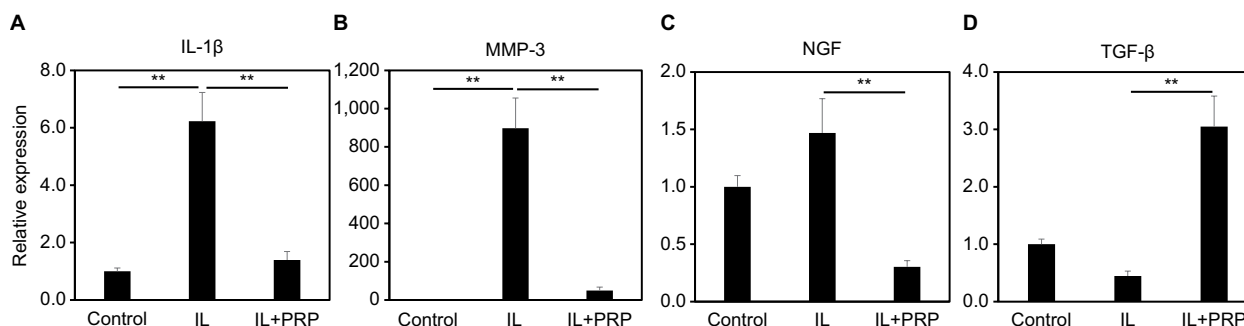 A
IL-1β
Relative expression
8.0
6.0
4.0
2.0
0.0
** **
Control IL IL+PRP
B
MMP-3
1,200
1,000
800
600
400
200
0
** **
Control IL IL+PRP
C
NGF
2.0
1.5
1.0
0.5
0.0
**
Control IL IL+PRP
D
TGF-β
4.0
3.0
2.0
1.0
0.0
**
Control IL IL+PRP